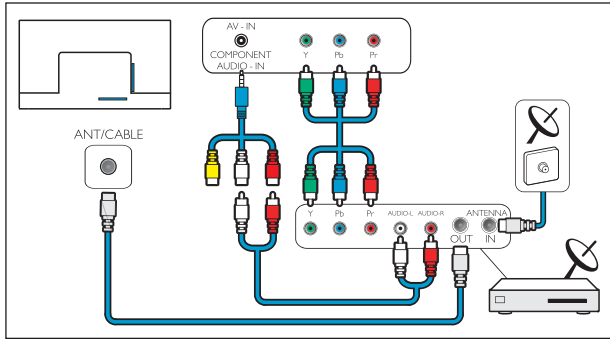 AV - IN
COMPONENT
AUDIO - IN
Y Pb Pr
ANT/CABLE
Y Pb Pr AUDIO-L AUDIO-R ANTENNA
OUT IN